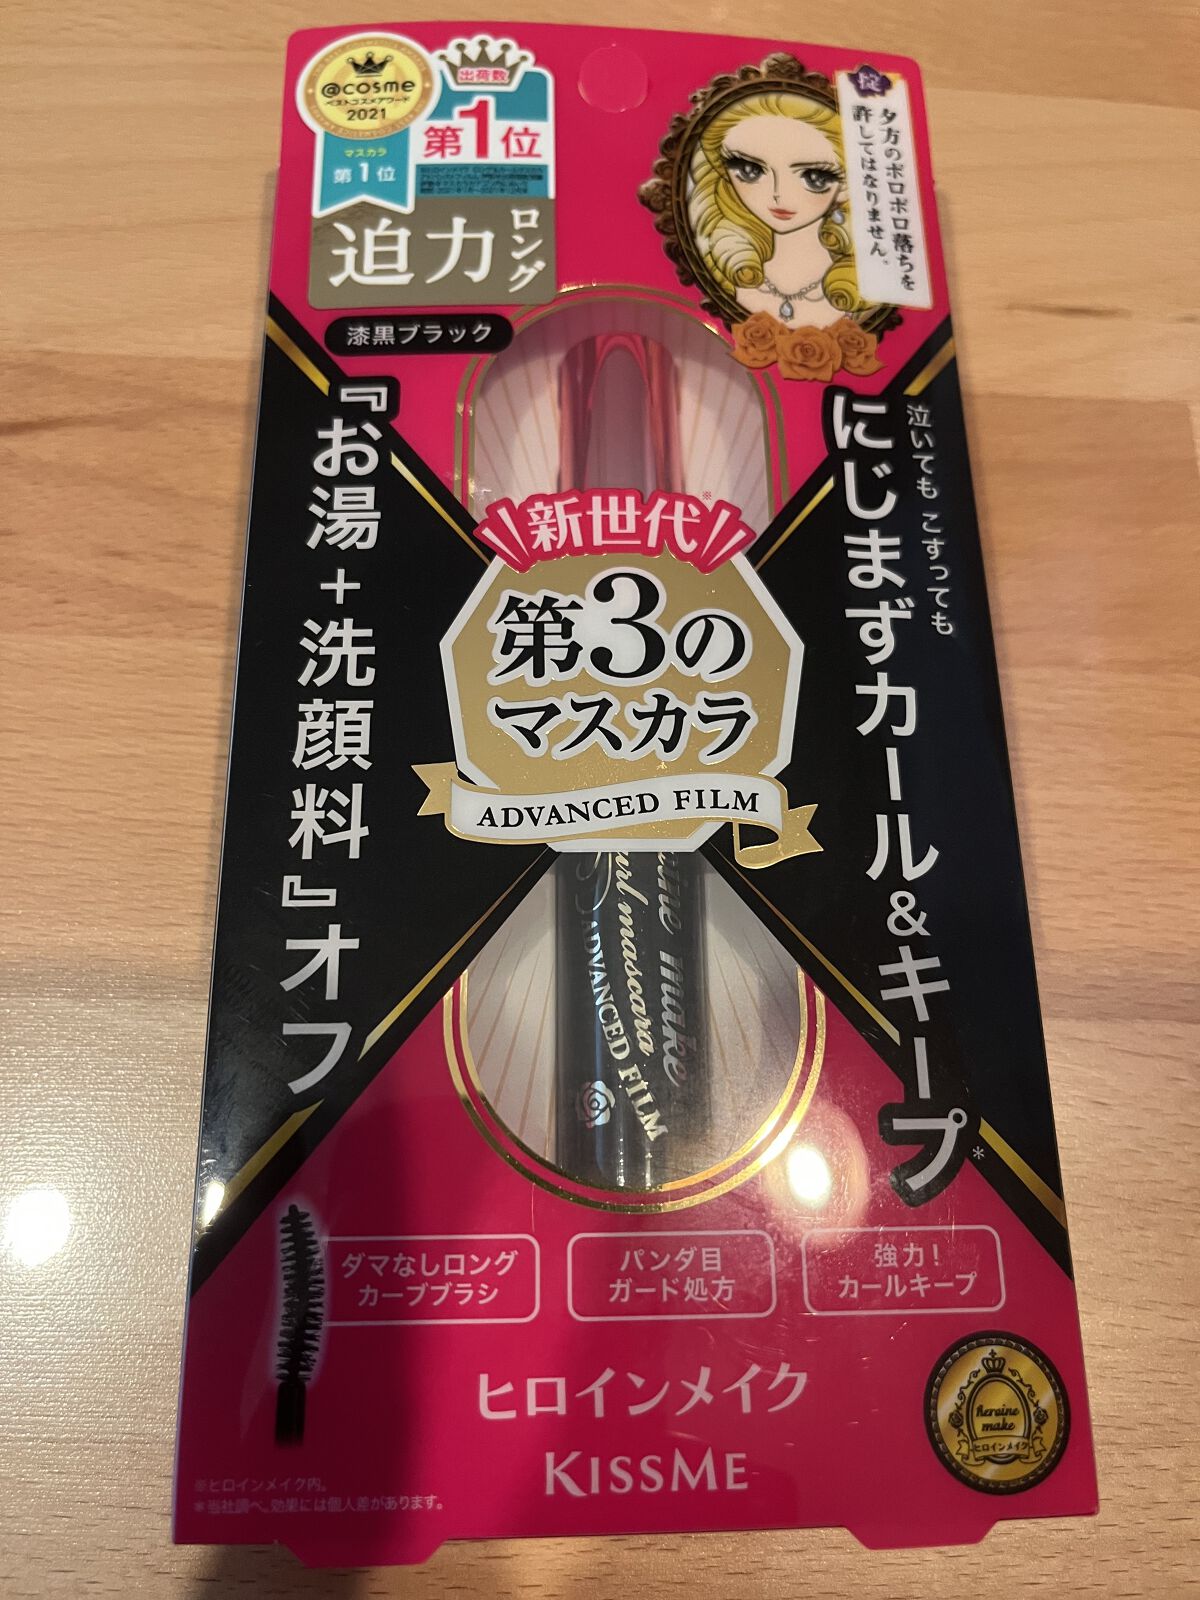 @cosme
ベストコスメアワード
2021
マスカラ
第1位
出荷数
第1位
迫力
ロング
漆黒ブラック
掟
夕方のポロポロ落ちを
許してはなりません。
『お湯+洗顔料』オフ
泣いても こすっても
にじまずカール&キープ*
新世代※
第3の
マスカラ
ADVANCED FILM
mascara
ADVANCED FILM
ダマなしロング
カーブブラシ
パンダ目
ガード処方
強力!
カールキープ
ヒロインメイク
KISSME
Heroine
make
ヒロインメイク
※ヒロインメイク内。
*当社調べ。効果には個人差があります。